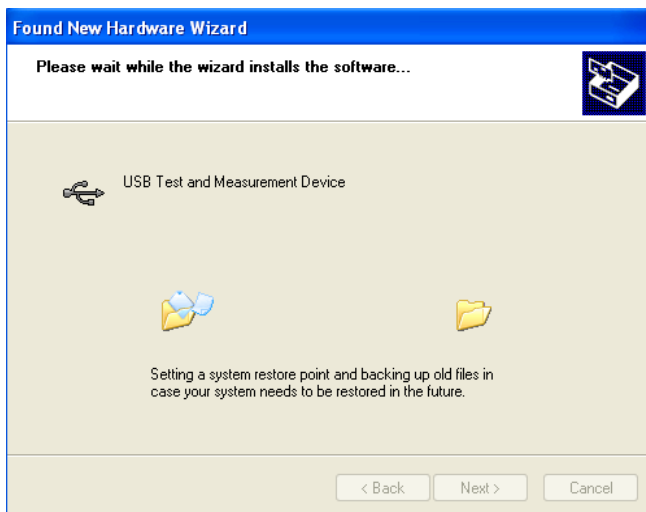 Found New Hardware Wizard
Please wait while the wizard installs the software...
USB Test and Measurement Device
Setting a system restore point and backing up old files in
case your system needs to be restored in the future.
< Back Next > Cancel